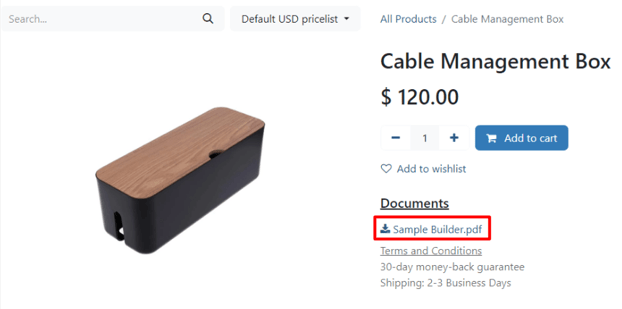 Search...
Default USD pricelist
All Products / Cable Management Box
Cable Management Box
$ 120.00
- 1 +
Add to cart
Add to wishlist
Documents
Sample Builder.pdf
Terms and Conditions
30-day money-back guarantee
Shipping: 2-3 Business Days